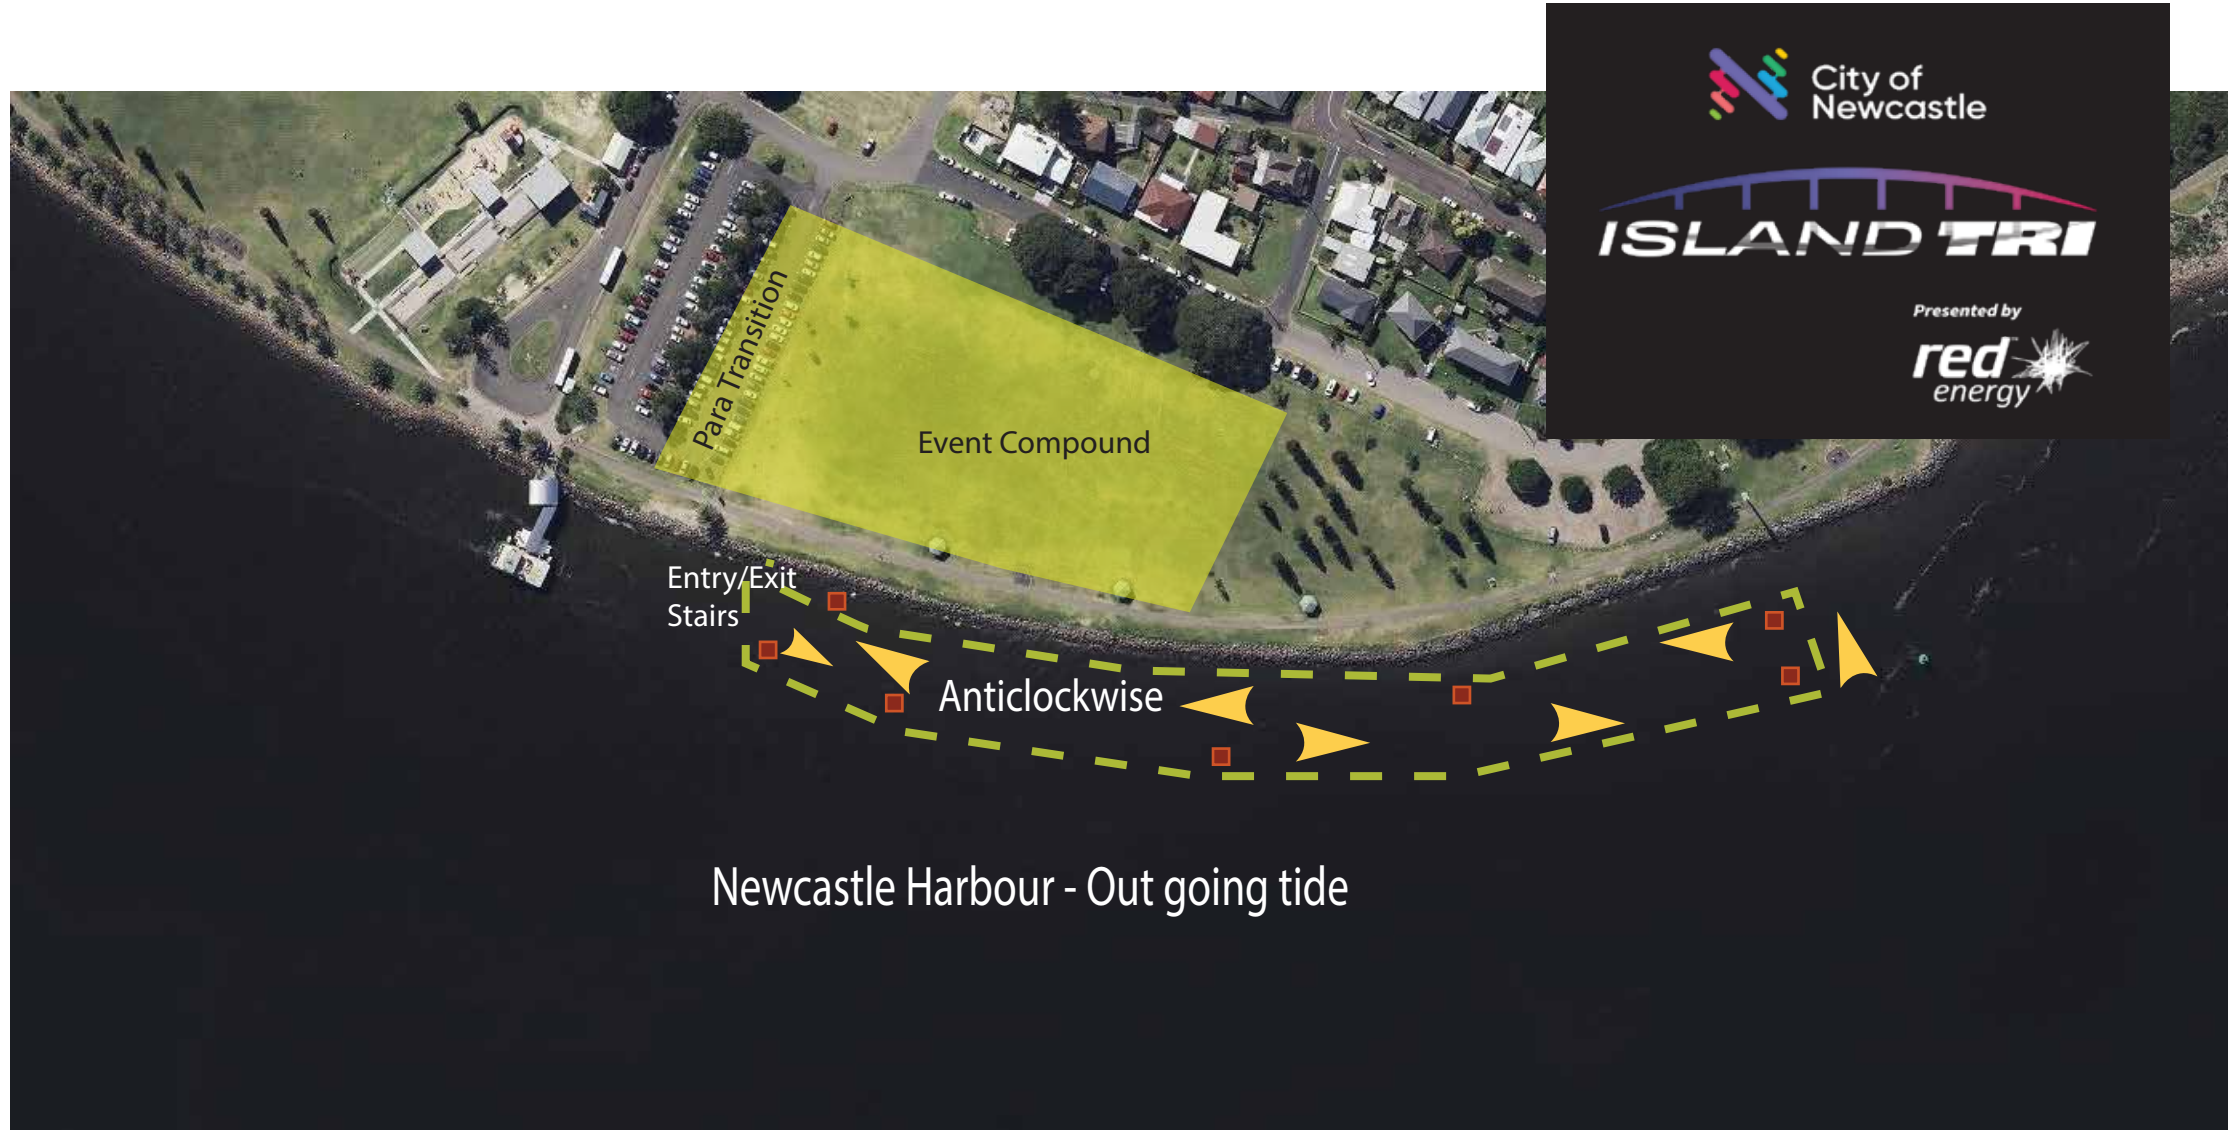 City of
Newcastle
ISLAND TRI
Presented by
red
energy
Para Transition
Event Compound
Entry/Exit
Stairs
Anticlockwise
Newcastle Harbour - Out going tide